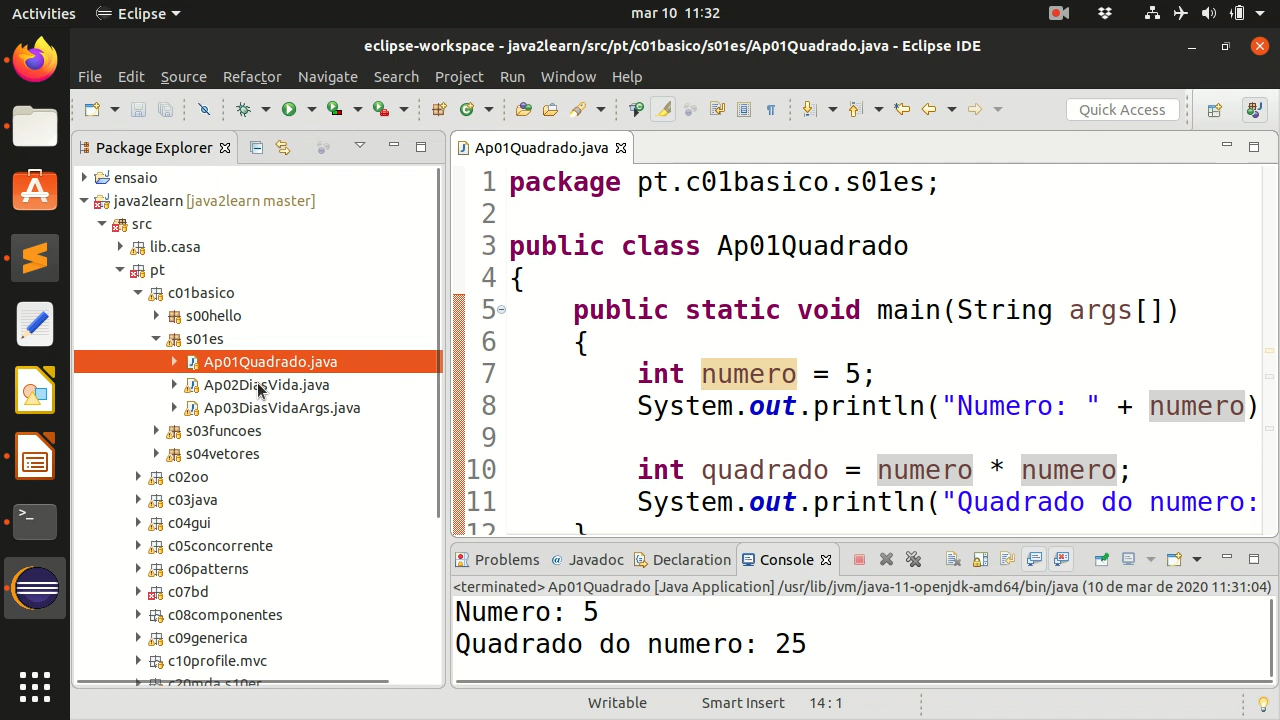 Activities
Eclipse
mar 10 11:32
eclipse-workspace - java2learn/src/pt/c01basico/s01es/Ap01Quadrado.java - Eclipse IDE
File Edit Source Refactor Navigate Search Run Project Window Help
Quick Access
Package Explorer
ensaio
java2learn [java2learn master]
src
lib.casa
pt
c01basico
s00hello
s01es
Ap01Quadrado.java
Ap02DiasVida.java
Ap03DiasVidaArgs.java
s03funcoes
s04vetores
c02oo
c03java
c04gui
c05concorrente
c06patterns
c07bd
c08componentes
c09generica
c10profile.mvc
c20mda.s10er
Ap01Quadrado.java
1 package pt.c01basico.s01es;
2
3 public class Ap01Quadrado
4 {
5 public static void main(String args[])
6 {
7 int numero = 5;
8 System.out.println("Numero: " + numero)
9
10 int quadrado = numero * numero;
11 System.out.println("Quadrado do numero:
12 }
Problems Javadoc Declaration Console
<terminated> Ap01Quadrado [Java Application] /usr/lib/jvm/java-11-openjdk-amd64/bin/java (10 de mar de 2020 11:31:04)
Numero: 5
Quadrado do numero: 25
Writable Smart Insert 14:1